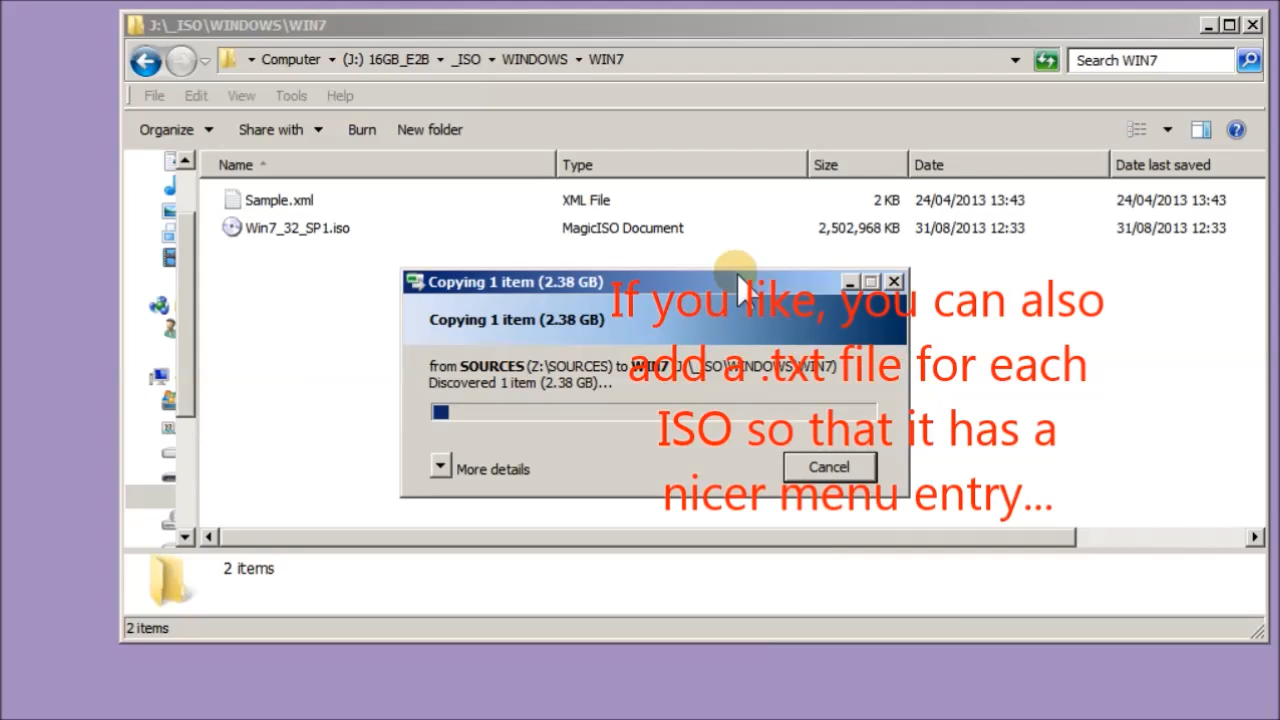 J:\_ISO\WINDOWS\WIN7
Computer (J:) 16GB_E2B _ISO WINDOWS WIN7
Search WIN7
File Edit View Tools Help
Organize Share with Burn New folder
Name Type Size Date Date last saved
Sample.xml XML File 2 KB 24/04/2013 13:43 24/04/2013 13:43
Win7_32_SP1.iso MagicISO Document 2,502,968 KB 31/08/2013 12:33 31/08/2013 12:33
Copying 1 item (2.38 GB)
Copying 1 item (2.38 GB)
from SOURCES (Z:\SOURCES) to WIN7 (J:\_ISO\WINDOWS\WIN7)
Discovered 1 item (2.38 GB)...
More details
Cancel
If you like, you can also
add a .txt file for each
ISO so that it has a
nicer menu entry...
2 items
2 items